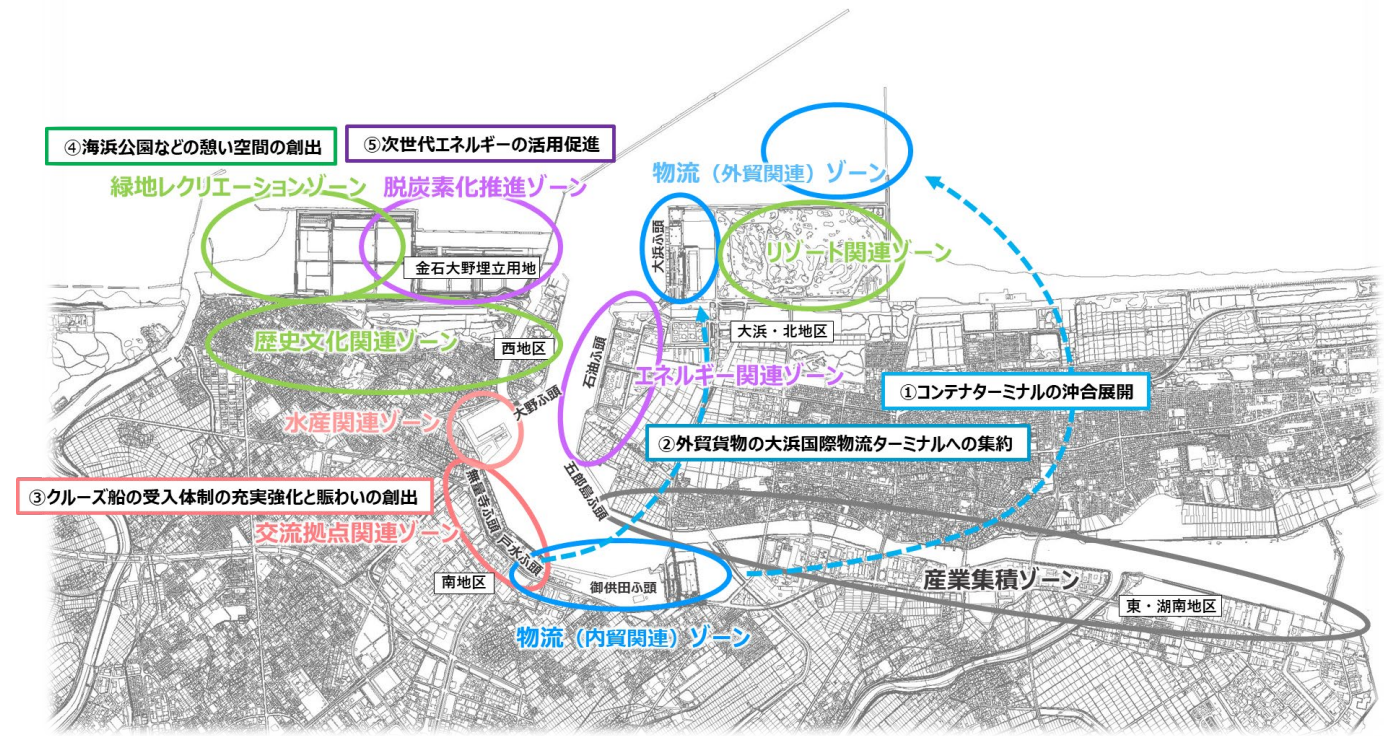 ④海浜公園などの憩い空間の創出
⑤次世代エネルギーの活用促進
緑地レクリエーションゾーン
脱炭素化推進ゾーン
物流（外貿関連）ゾーン
大浜ふ頭
リゾート関連ゾーン
金石大野埋立用地
歴史文化関連ゾーン
西地区
石油ふ頭
大浜・北地区
エネルギー関連ゾーン
①コンテナターミナルの沖合展開
大野ふ頭
水産関連ゾーン
②外貿貨物の大浜国際物流ターミナルへの集約
③クルーズ船の受入体制の充実強化と賑わいの創出
無量寺ふ頭
五郎島ふ頭
交流拠点関連ゾーン
戸水ふ頭
南地区
御供田ふ頭
産業集積ゾーン
東・湖南地区
物流（内貿関連）ゾーン